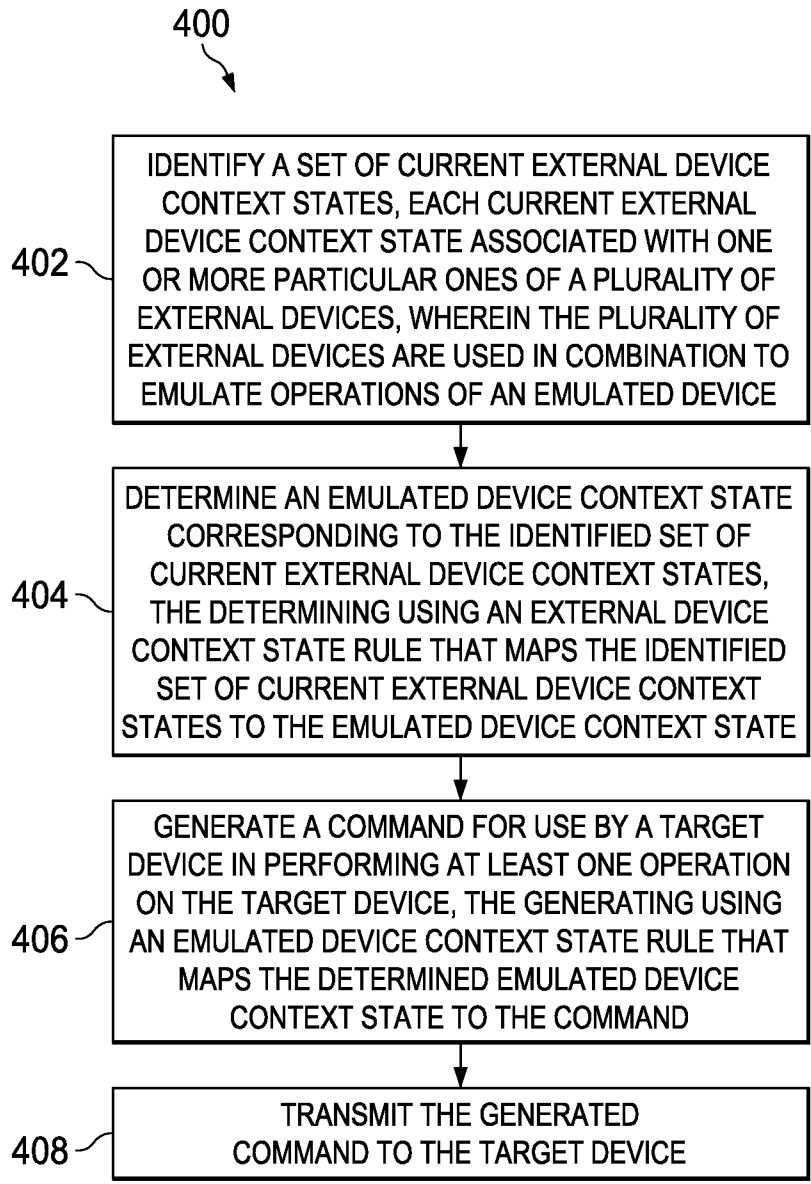 400
IDENTIFY A SET OF CURRENT EXTERNAL DEVICE
CONTEXT STATES, EACH CURRENT EXTERNAL
DEVICE CONTEXT STATE ASSOCIATED WITH ONE
OR MORE PARTICULAR ONES OF A PLURALITY OF
EXTERNAL DEVICES, WHEREIN THE PLURALITY OF
EXTERNAL DEVICES ARE USED IN COMBINATION TO
EMULATE OPERATIONS OF AN EMULATED DEVICE
402
DETERMINE AN EMULATED DEVICE CONTEXT STATE
CORRESPONDING TO THE IDENTIFIED SET OF
CURRENT EXTERNAL DEVICE CONTEXT STATES,
THE DETERMINING USING AN EXTERNAL DEVICE
CONTEXT STATE RULE THAT MAPS THE IDENTIFIED
SET OF CURRENT EXTERNAL DEVICE CONTEXT
STATES TO THE EMULATED DEVICE CONTEXT STATE
404
GENERATE A COMMAND FOR USE BY A TARGET
DEVICE IN PERFORMING AT LEAST ONE OPERATION
ON THE TARGET DEVICE, THE GENERATING USING
AN EMULATED DEVICE CONTEXT STATE RULE THAT
MAPS THE DETERMINED EMULATED DEVICE
CONTEXT STATE TO THE COMMAND
406
TRANSMIT THE GENERATED
COMMAND TO THE TARGET DEVICE
408